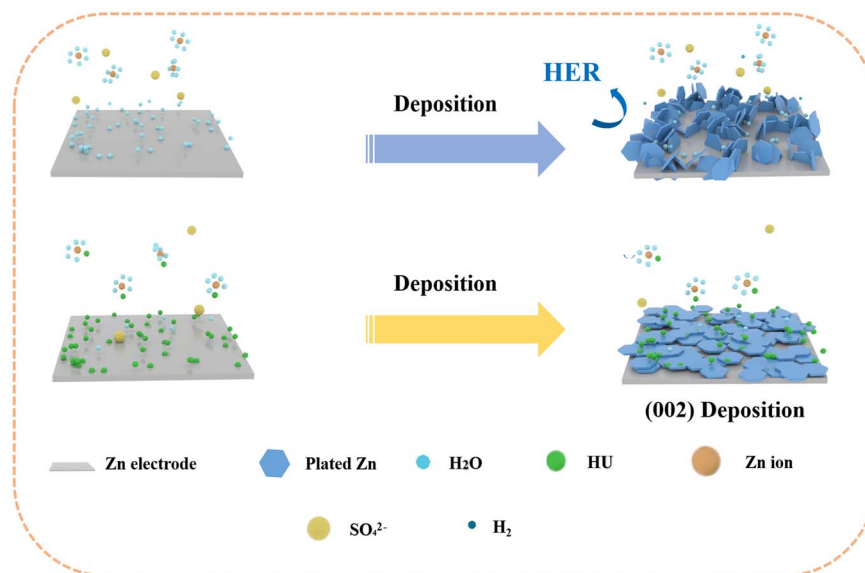 HER
Deposition
Deposition
(002) Deposition
Zn electrode
Plated Zn
H2O
HU
Zn ion
SO₄²⁻
H₂